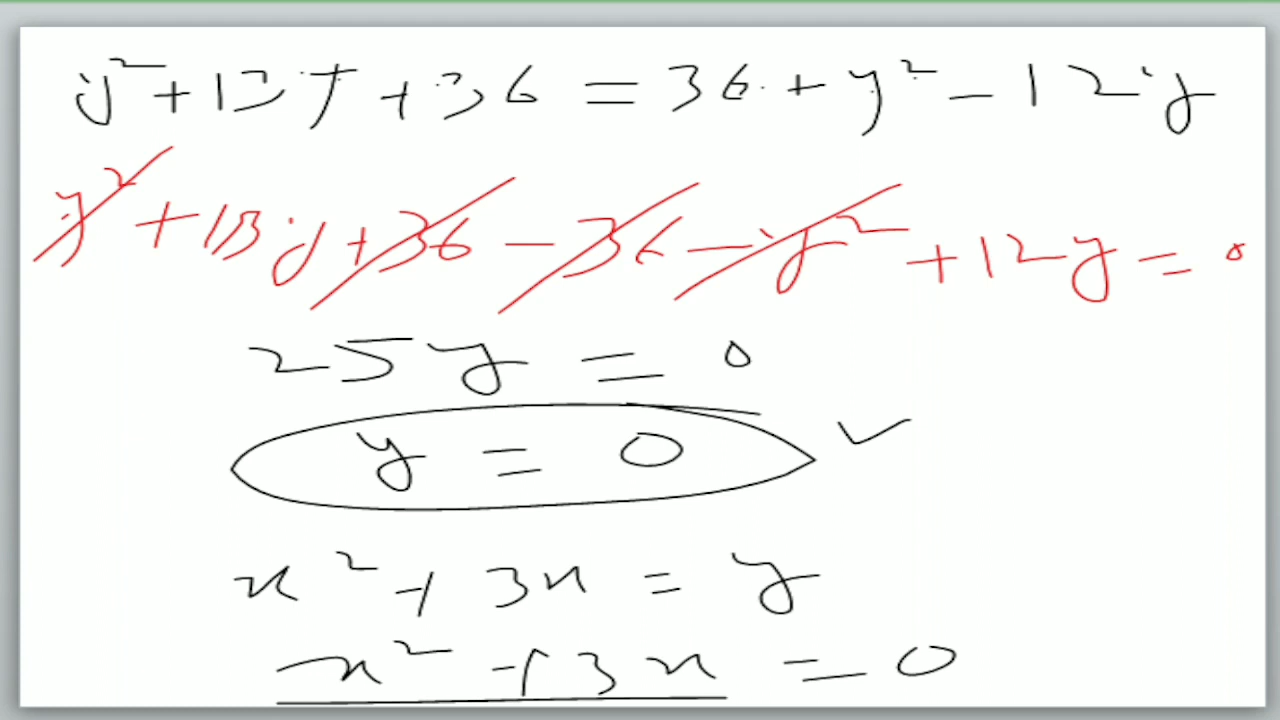 y² + 13y + 36 = 36 + y² - 12y
y² + 13y + 36 - 36 - y² + 12y = 0
25y = 0
y = 0 ✓
x² + 3x = y
x² + 3x = 0